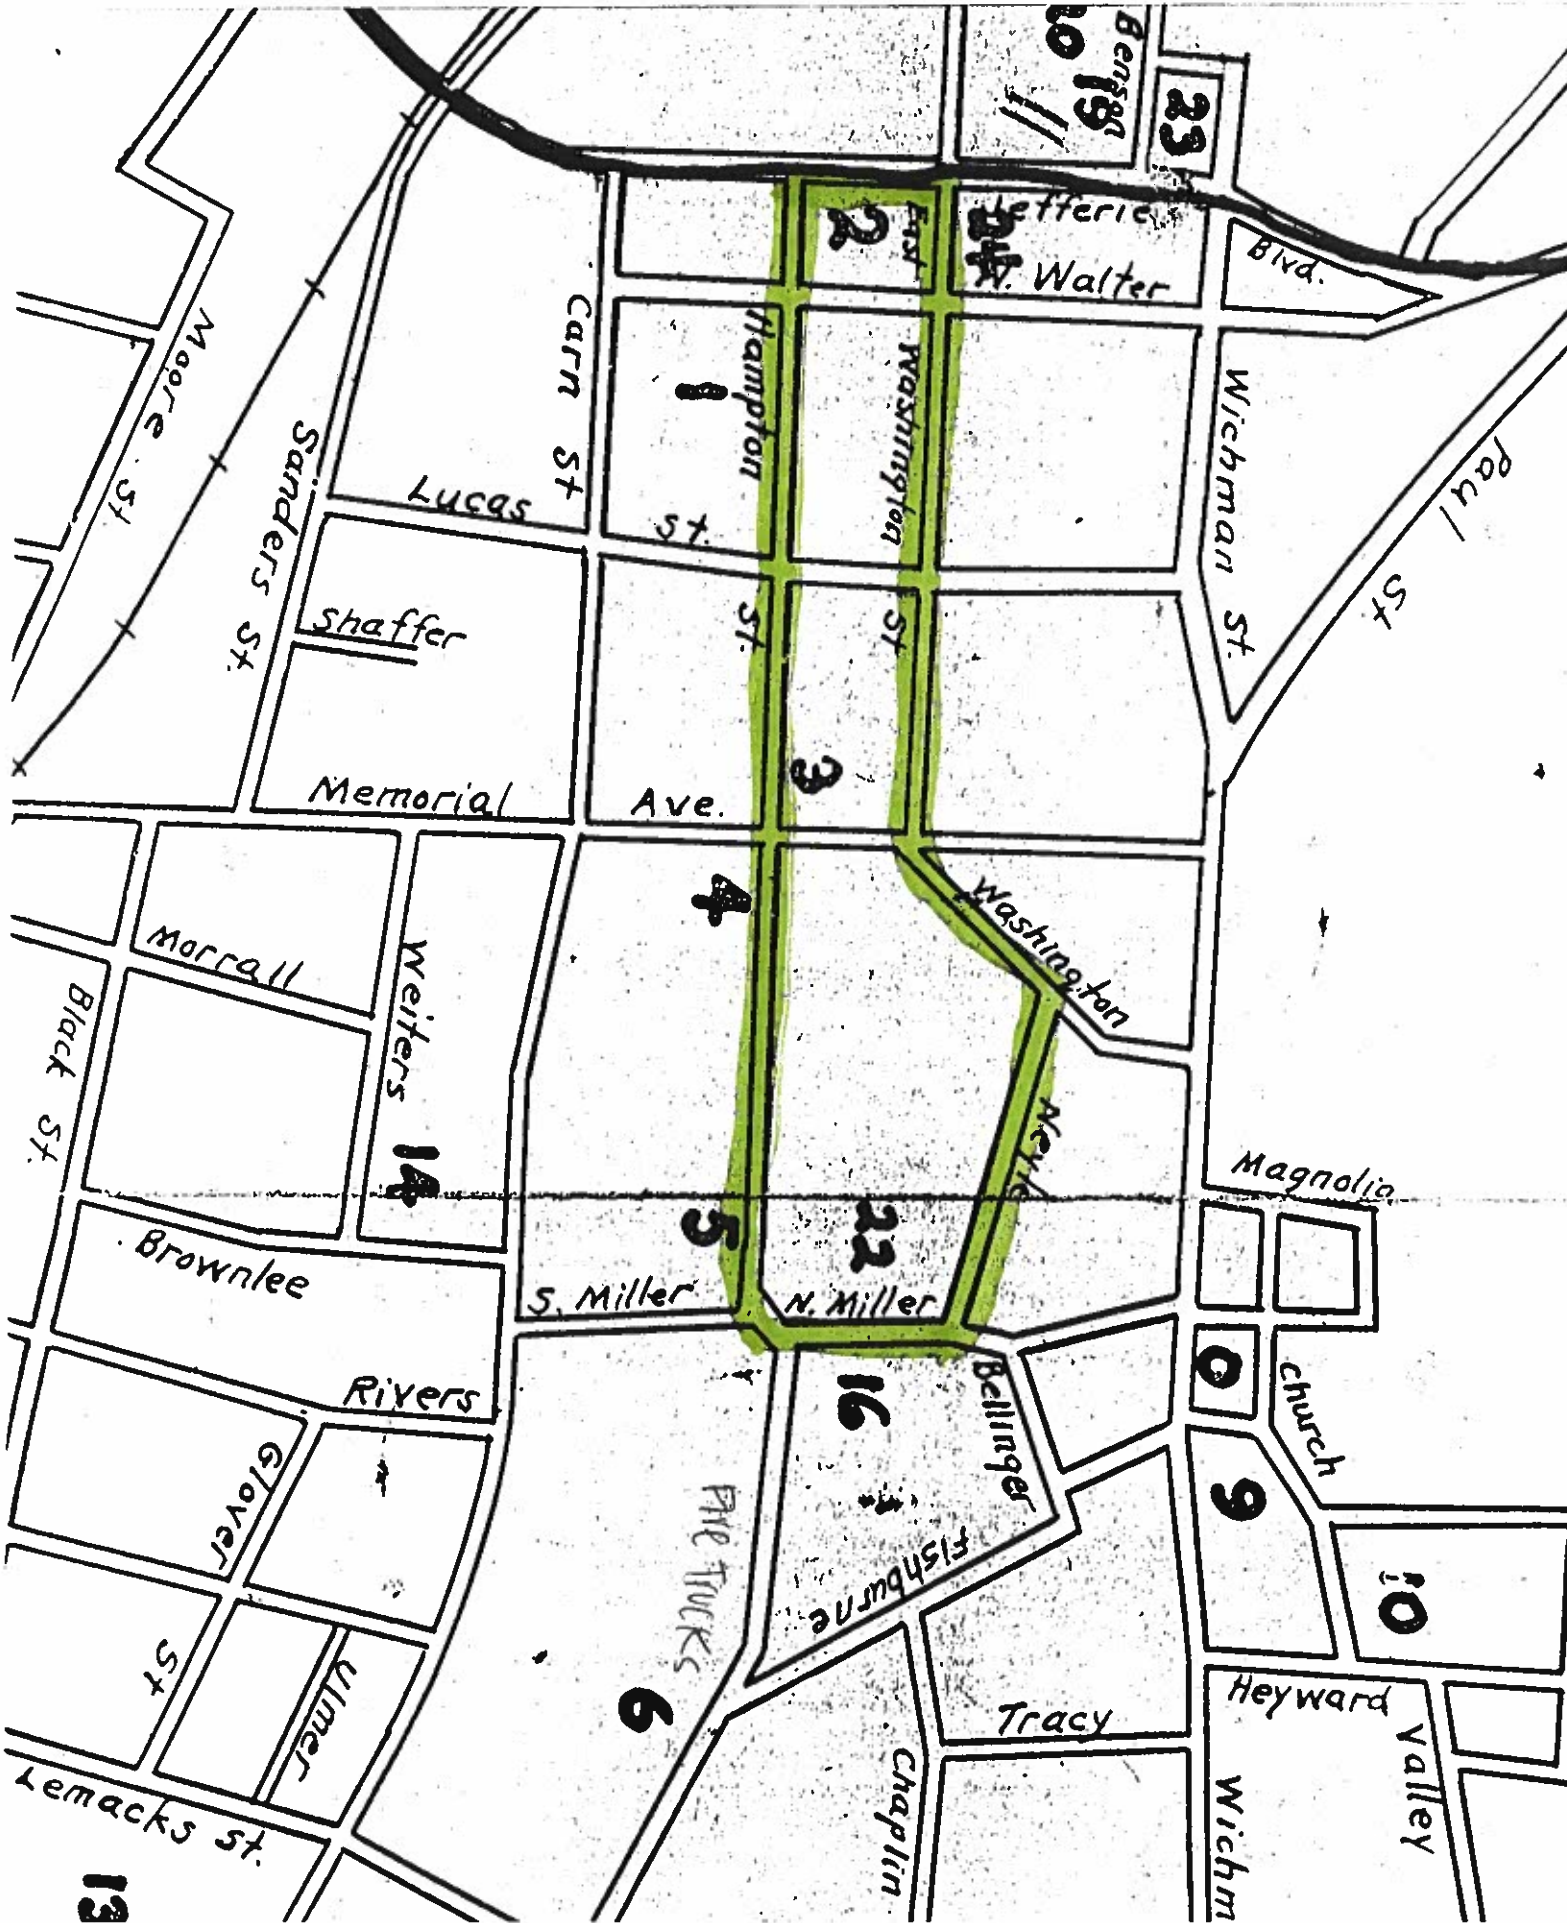 Benson
19
11
23
Jefferies
Blvd.
2
East
24
N. Walter
Moore St.
Sanders St.
Carn St
1
Hampton St.
Washington St
Wichman St.
Paul St
Lucas St.
Shaffer
3
Memorial Ave.
4
Washington
Morrall
Weiters
Black St.
14
Neyle
Magnolia
5
22
Brownlee
S. Miller
N. Miller
Rivers
Glover St
16
Bellinger
church
9
Fire Trucks
Fishburne
10
6
Ulmer
Tracy
Heyward
Valley
Chaplin
Wichm
Lemacks St.
13